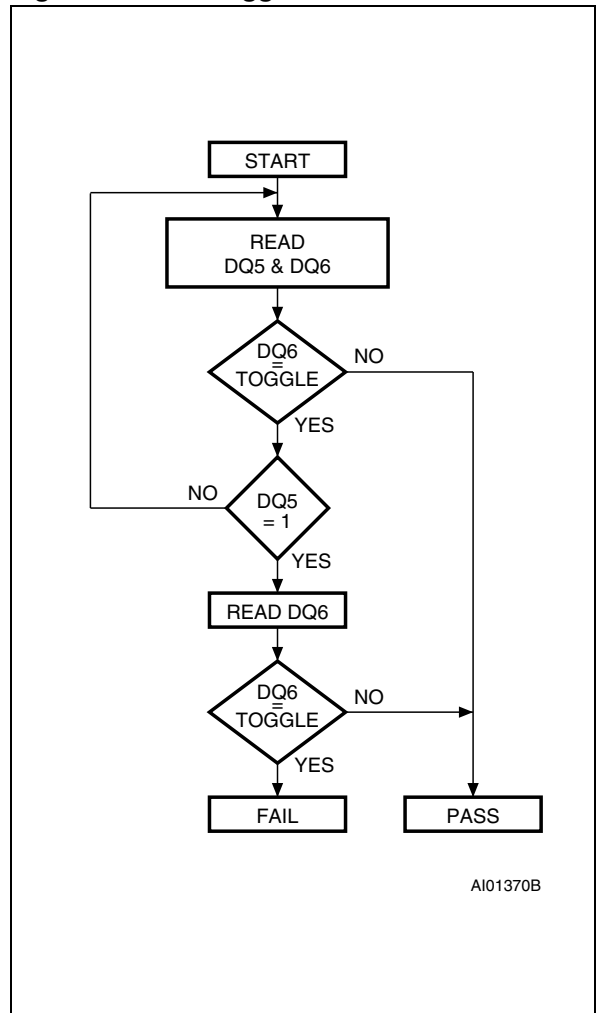 START
READ
DQ5 & DQ6
DQ6
=
TOGGLE
NO
YES
NO
DQ5
= 1
YES
READ DQ6
DQ6
=
TOGGLE
NO
YES
FAIL
PASS
AI01370B